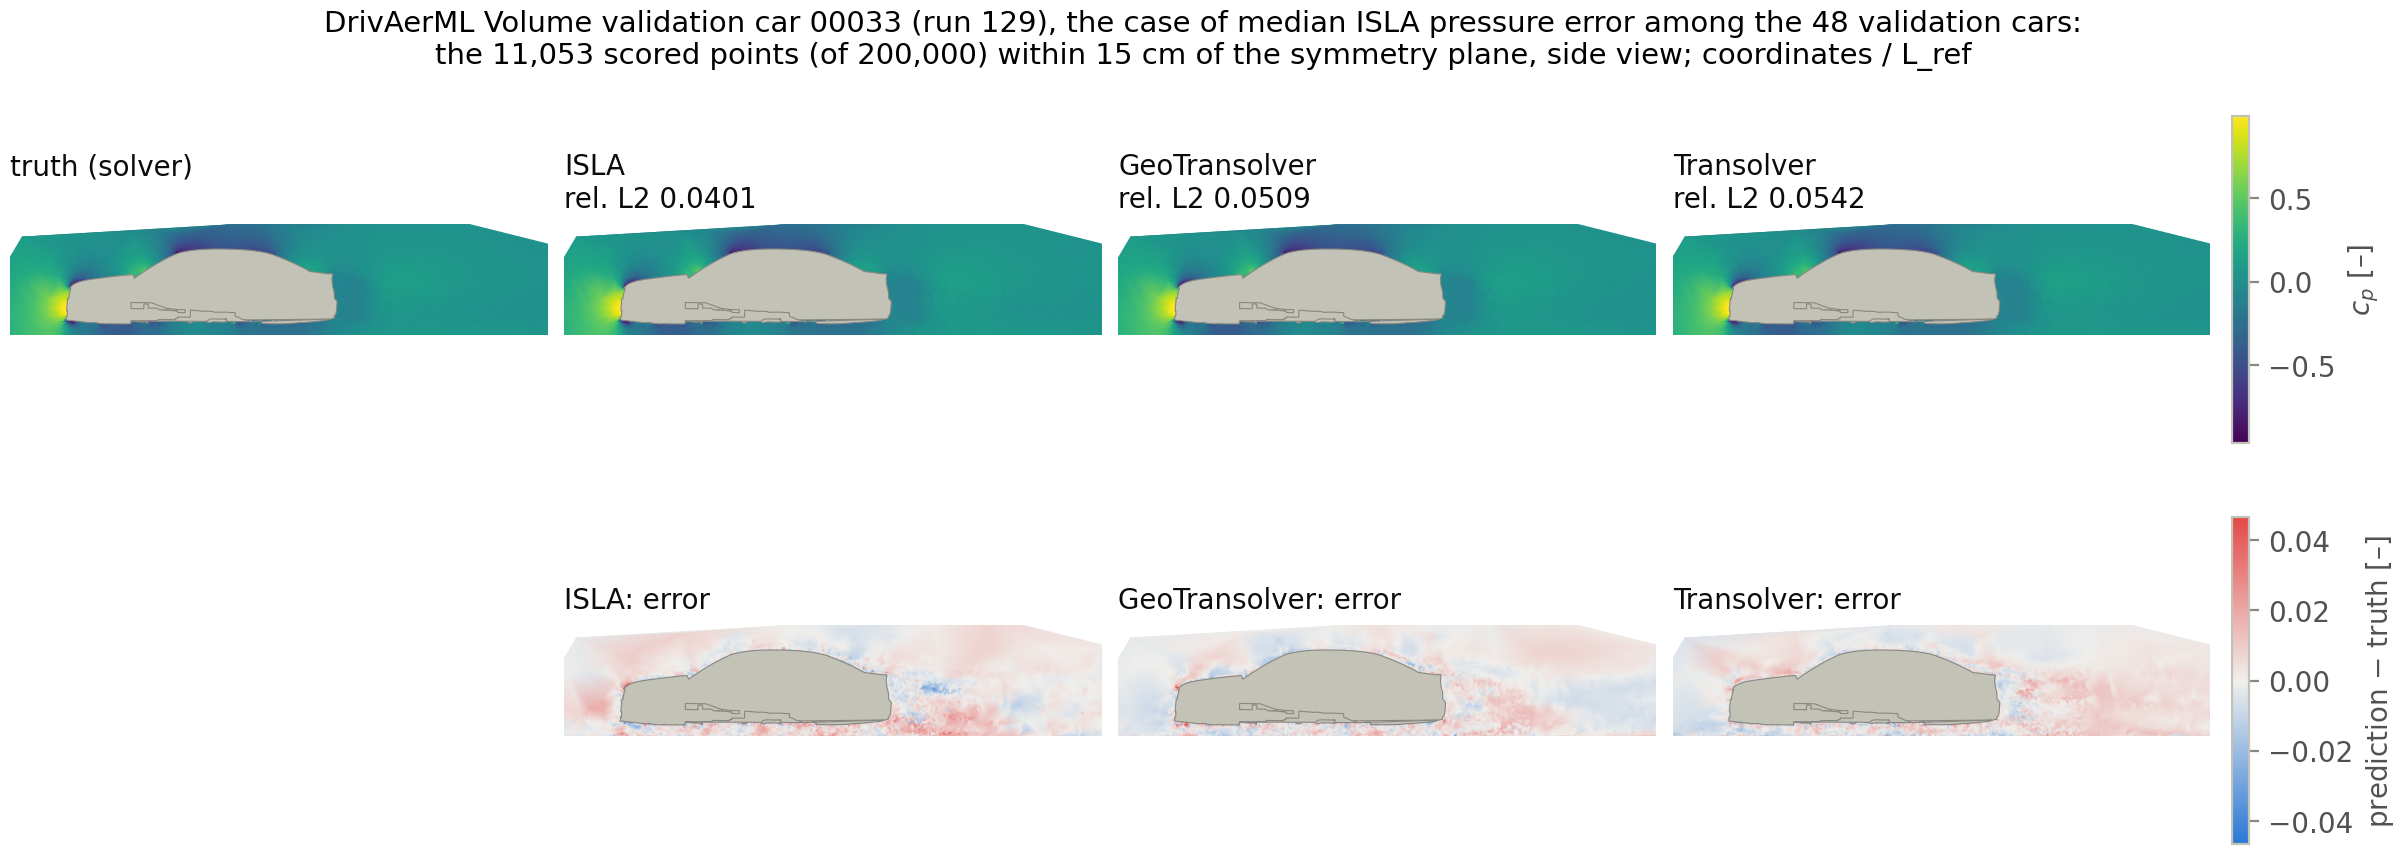 DrivAerML Volume validation car 00033 (run 129), the case of median ISLA pressure error among the 48 validation cars:
the 11,053 scored points (of 200,000) within 15 cm of the symmetry plane, side view; coordinates / L_ref
truth (solver)
ISLA
rel. L2 0.0401
GeoTransolver
rel. L2 0.0509
Transolver
rel. L2 0.0542
0.5
0.0
−0.5
c_p [–]
ISLA: error
GeoTransolver: error
Transolver: error
0.04
0.02
0.00
−0.02
−0.04
prediction − truth [–]